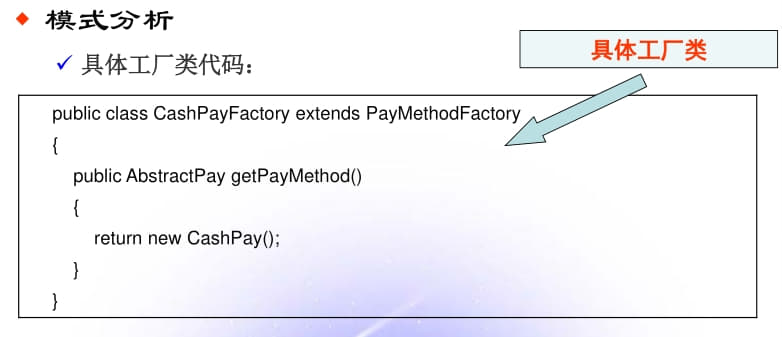 模式分析
具体工厂类代码：
具体工厂类
public class CashPayFactory extends PayMethodFactory
{
public AbstractPay getPayMethod()
{
return new CashPay();
}
}